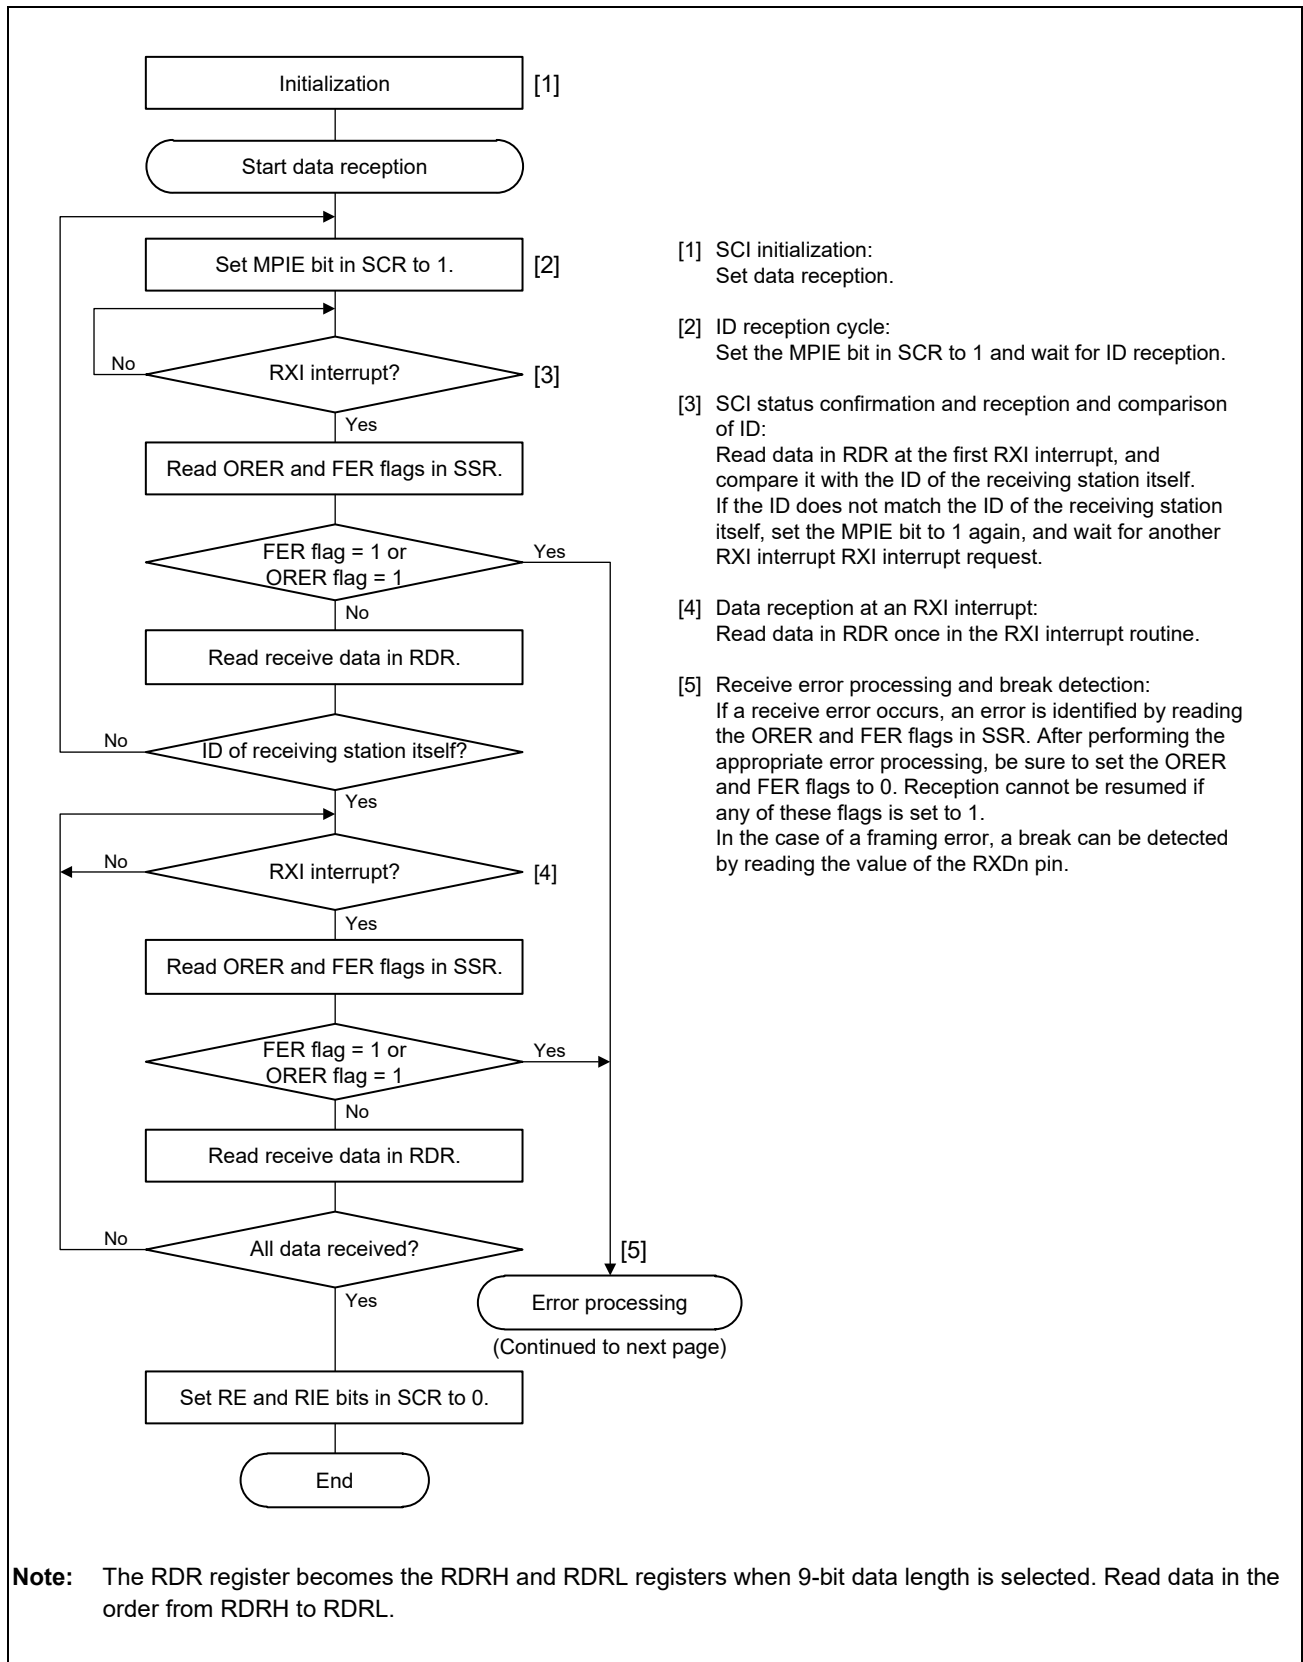 Initialization [1]
Start data reception
Set MPIE bit in SCR to 1. [2]
No
RXI interrupt? [3]
Yes
Read ORER and FER flags in SSR.
FER flag = 1 or
ORER flag = 1
Yes
No
Read receive data in RDR.
No
ID of receiving station itself?
Yes
No
RXI interrupt? [4]
Yes
Read ORER and FER flags in SSR.
FER flag = 1 or
ORER flag = 1
Yes
No
Read receive data in RDR.
No
All data received?
[5]
Yes
Error processing
(Continued to next page)
Set RE and RIE bits in SCR to 0.
End
[1] SCI initialization:
Set data reception.
[2] ID reception cycle:
Set the MPIE bit in SCR to 1 and wait for ID reception.
[3] SCI status confirmation and reception and comparison
of ID:
Read data in RDR at the first RXI interrupt, and
compare it with the ID of the receiving station itself.
If the ID does not match the ID of the receiving station
itself, set the MPIE bit to 1 again, and wait for another
RXI interrupt RXI interrupt request.
[4] Data reception at an RXI interrupt:
Read data in RDR once in the RXI interrupt routine.
[5] Receive error processing and break detection:
If a receive error occurs, an error is identified by reading
the ORER and FER flags in SSR. After performing the
appropriate error processing, be sure to set the ORER
and FER flags to 0. Reception cannot be resumed if
any of these flags is set to 1.
In the case of a framing error, a break can be detected
by reading the value of the RXDn pin.
Note: The RDR register becomes the RDRH and RDRL registers when 9-bit data length is selected. Read data in the
order from RDRH to RDRL.